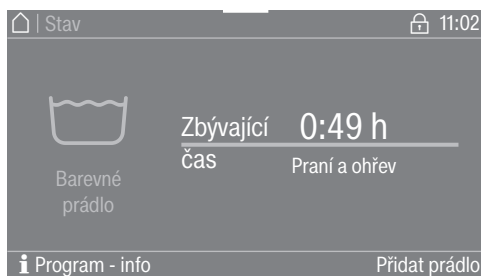 Stav
11:02
Zbývající 0:49 h
čas
Praní a ohřev
Barevné
prádlo
i Program - info
Přidat prádlo